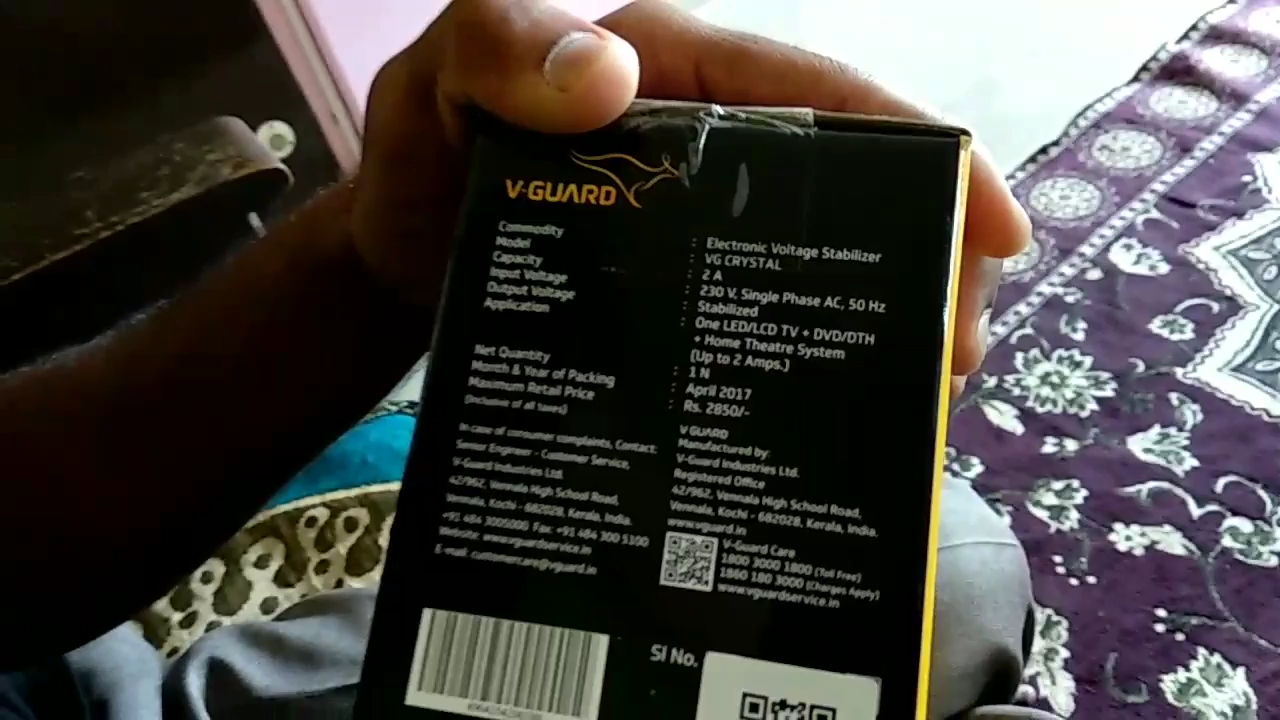 V-GUARD
Commodity : Electronic Voltage Stabilizer
Model : VG CRYSTAL
Capacity : 2 A
Input Voltage : 230 V, Single Phase AC, 50 Hz
Output Voltage : Stabilized
Application : One LED/LCD TV + DVD/DTH
+ Home Theatre System
(Up to 2 Amps.)
Net Quantity : 1 N
Month & Year of Packing : April 2017
Maximum Retail Price : Rs. 2850/-
(Inclusive of all taxes)
In case of consumer complaints, Contact:
Senior Engineer - Customer Service,
V-Guard Industries Ltd.
42/962, Vennala High School Road,
Vennala, Kochi - 682028, Kerala, India.
+91 484 3005000 Fax: +91 484 300 5100
Website: www.vguardservice.in
E-mail: customercare@vguard.in
V GUARD
Manufactured by:
V-Guard Industries Ltd.
Registered Office
42/962, Vennala High School Road,
Vennala, Kochi - 682028, Kerala, India.
www.vguard.in
V-Guard Care
1800 3000 1800 (Toll Free)
1860 180 3000 (Charges Apply)
www.vguardservice.in
Sl No.